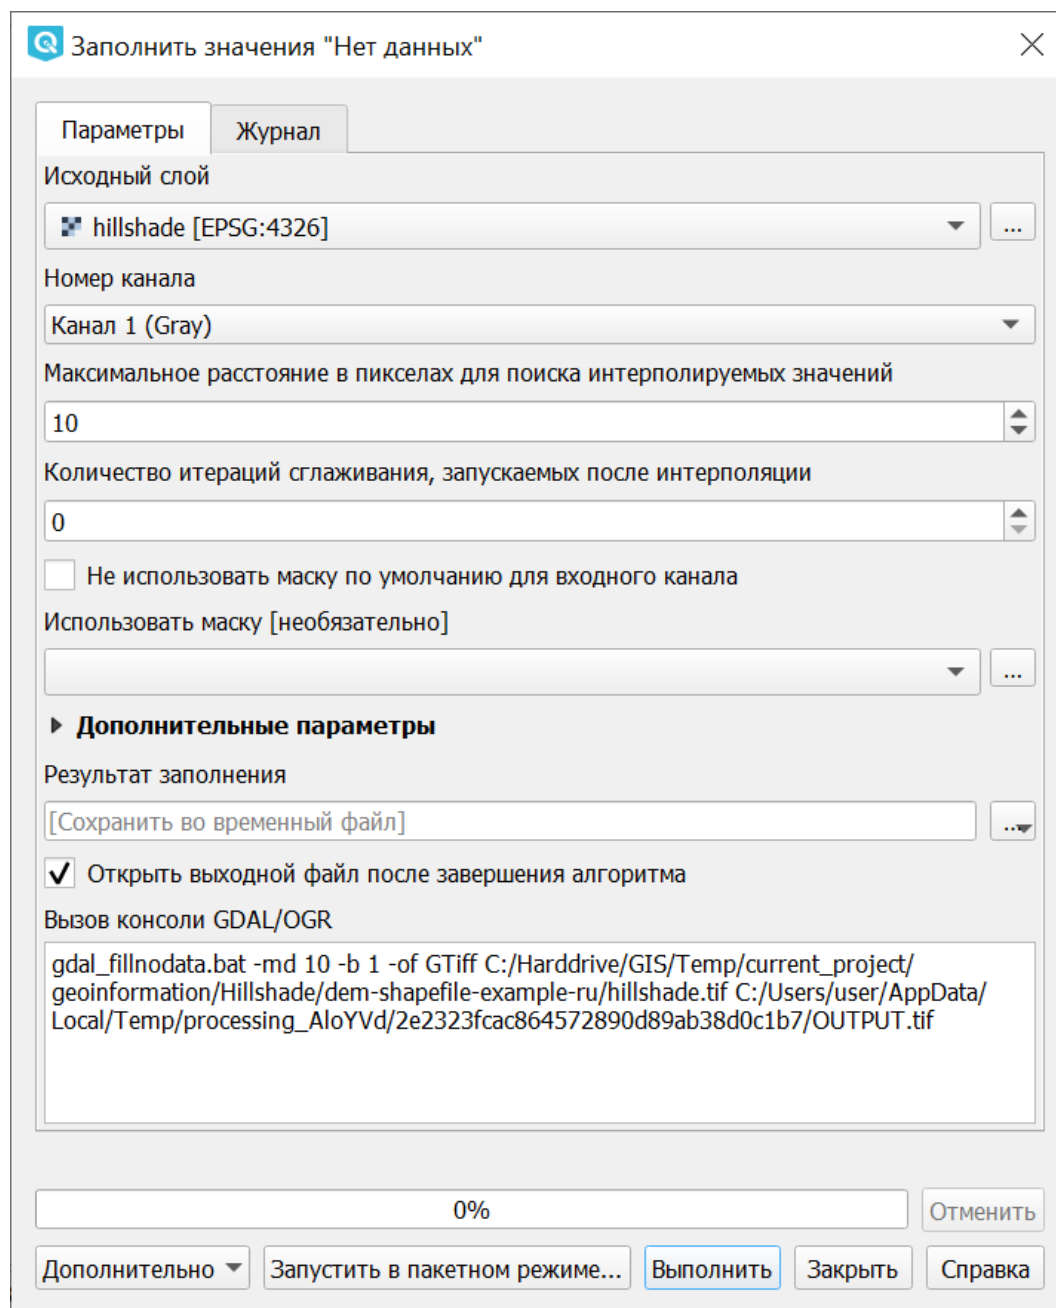 Заполнить значения "Нет данных"
Параметры
Журнал
Исходный слой
hillshade [EPSG:4326]
...
Номер канала
Канал 1 (Gray)
Максимальное расстояние в пикселах для поиска интерполируемых значений
10
Количество итераций сглаживания, запускаемых после интерполяции
0
Не использовать маску по умолчанию для входного канала
Использовать маску [необязательно]
...
Дополнительные параметры
Результат заполнения
[Сохранить во временный файл]
...
Открыть выходной файл после завершения алгоритма
Вызов консоли GDAL/OGR
gdal_fillnodata.bat -md 10 -b 1 -of GTiff C:/Harddrive/GIS/Temp/current_project/
geoinformation/Hillshade/dem-shapefile-example-ru/hillshade.tif C:/Users/user/AppData/
Local/Temp/processing_AloYVd/2e2323fcac864572890d89ab38d0c1b7/OUTPUT.tif
0%
Отменить
Дополнительно
Запустить в пакетном режиме...
Выполнить
Закрыть
Справка